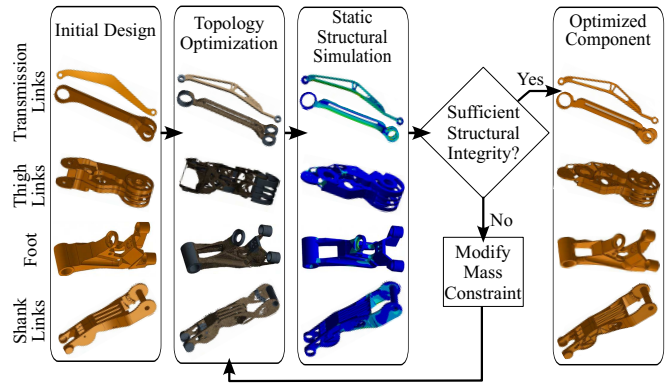 Initial Design
Topology
Optimization
Static
Structural
Simulation
Optimized
Component
Transmission
Links
Thigh
Links
Foot
Shank
Links
Sufficient
Structural
Integrity?
Yes
No
Modify
Mass
Constraint